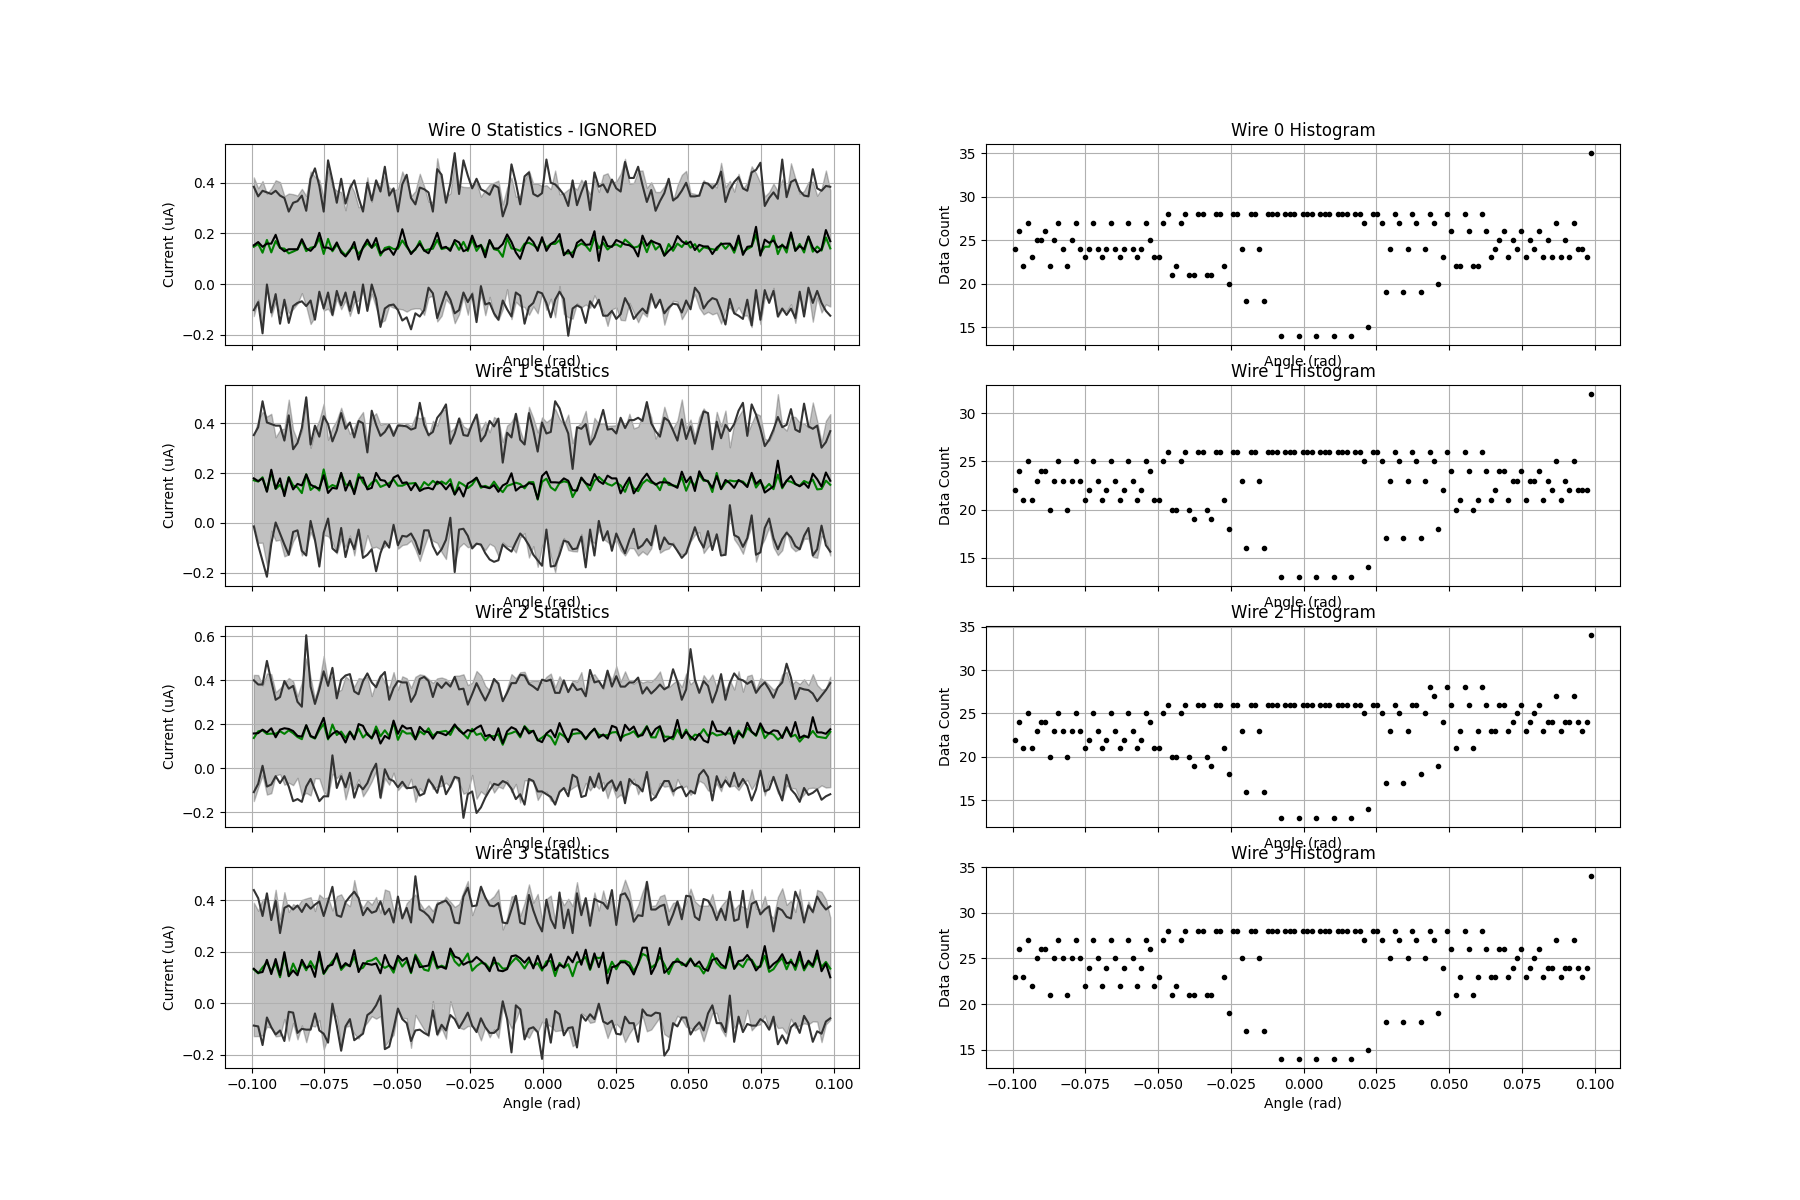 Wire 0 Statistics - IGNORED
Current (uA)
0.4
0.2
0.0
−0.2
Angle (rad)
Wire 0 Histogram
Data Count
35
30
25
20
15
Angle (rad)
Wire 1 Statistics
Current (uA)
0.4
0.2
0.0
−0.2
Angle (rad)
Wire 1 Histogram
Data Count
30
25
20
15
Angle (rad)
Wire 2 Statistics
Current (uA)
0.6
0.4
0.2
0.0
−0.2
Angle (rad)
Wire 2 Histogram
Data Count
35
30
25
20
15
Angle (rad)
Wire 3 Statistics
Current (uA)
0.4
0.2
0.0
−0.2
−0.100 −0.075 −0.050 −0.025 0.000 0.025 0.050 0.075 0.100
Angle (rad)
Wire 3 Histogram
Data Count
35
30
25
20
15
−0.100 −0.075 −0.050 −0.025 0.000 0.025 0.050 0.075 0.100
Angle (rad)